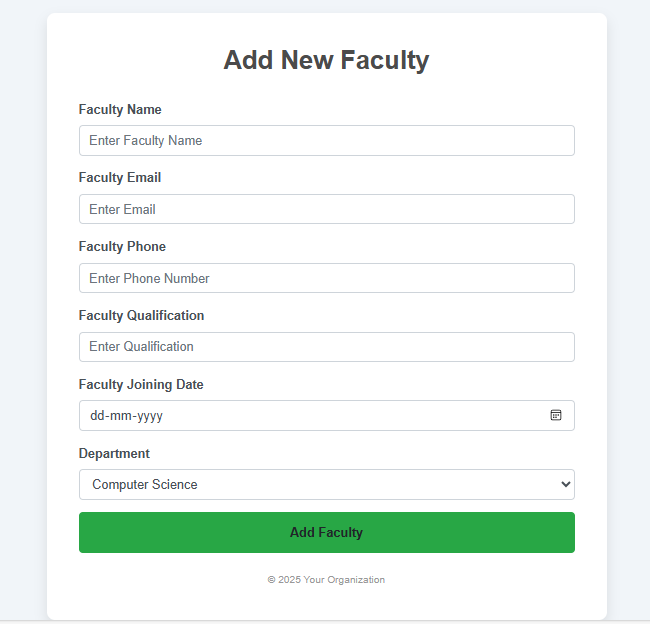 Add New Faculty
Faculty Name
Enter Faculty Name
Faculty Email
Enter Email
Faculty Phone
Enter Phone Number
Faculty Qualification
Enter Qualification
Faculty Joining Date
dd-mm-yyyy
Department
Computer Science
Add Faculty
© 2025 Your Organization